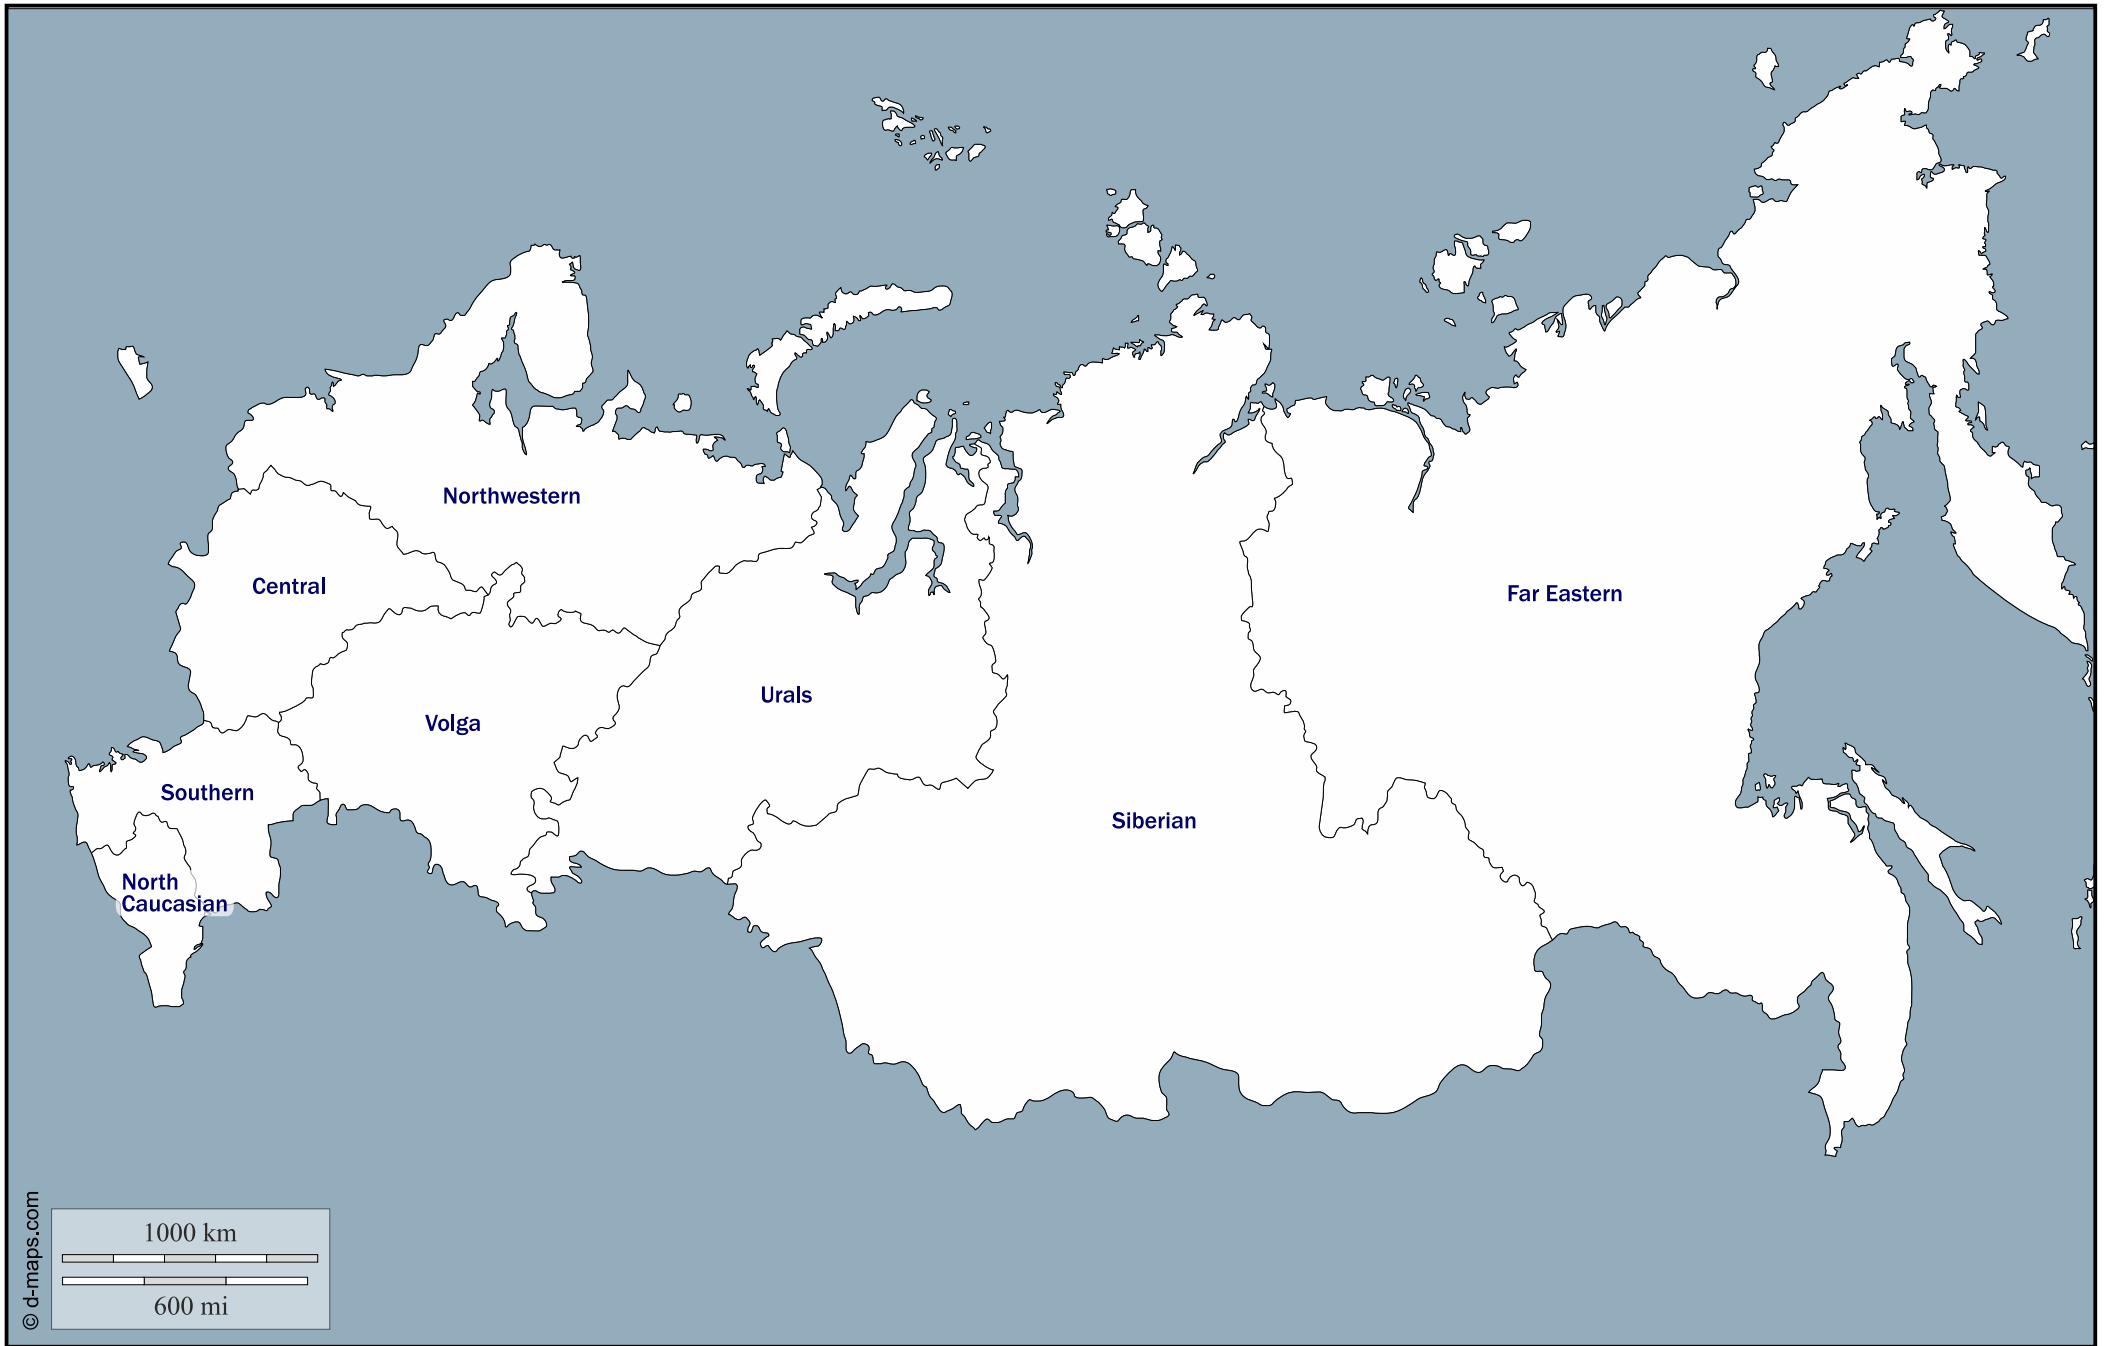 Northwestern
Central
Far Eastern
Urals
Volga
Southern
Siberian
North
Caucasian
© d-maps.com
1000 km
600 mi